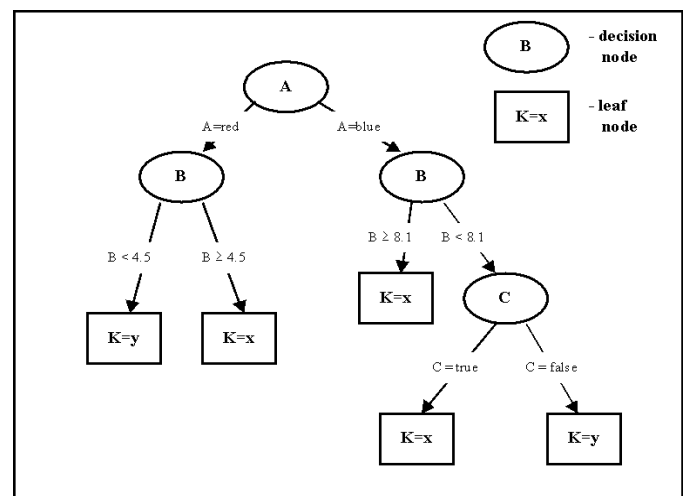 B
- decision
node
A
K=x
- leaf
node
A=red
A=blue
B
B
B < 4.5
B ≥ 4.5
B ≥ 8.1
B < 8.1
K=y
K=x
K=x
C
C=true
C=false
K=x
K=y